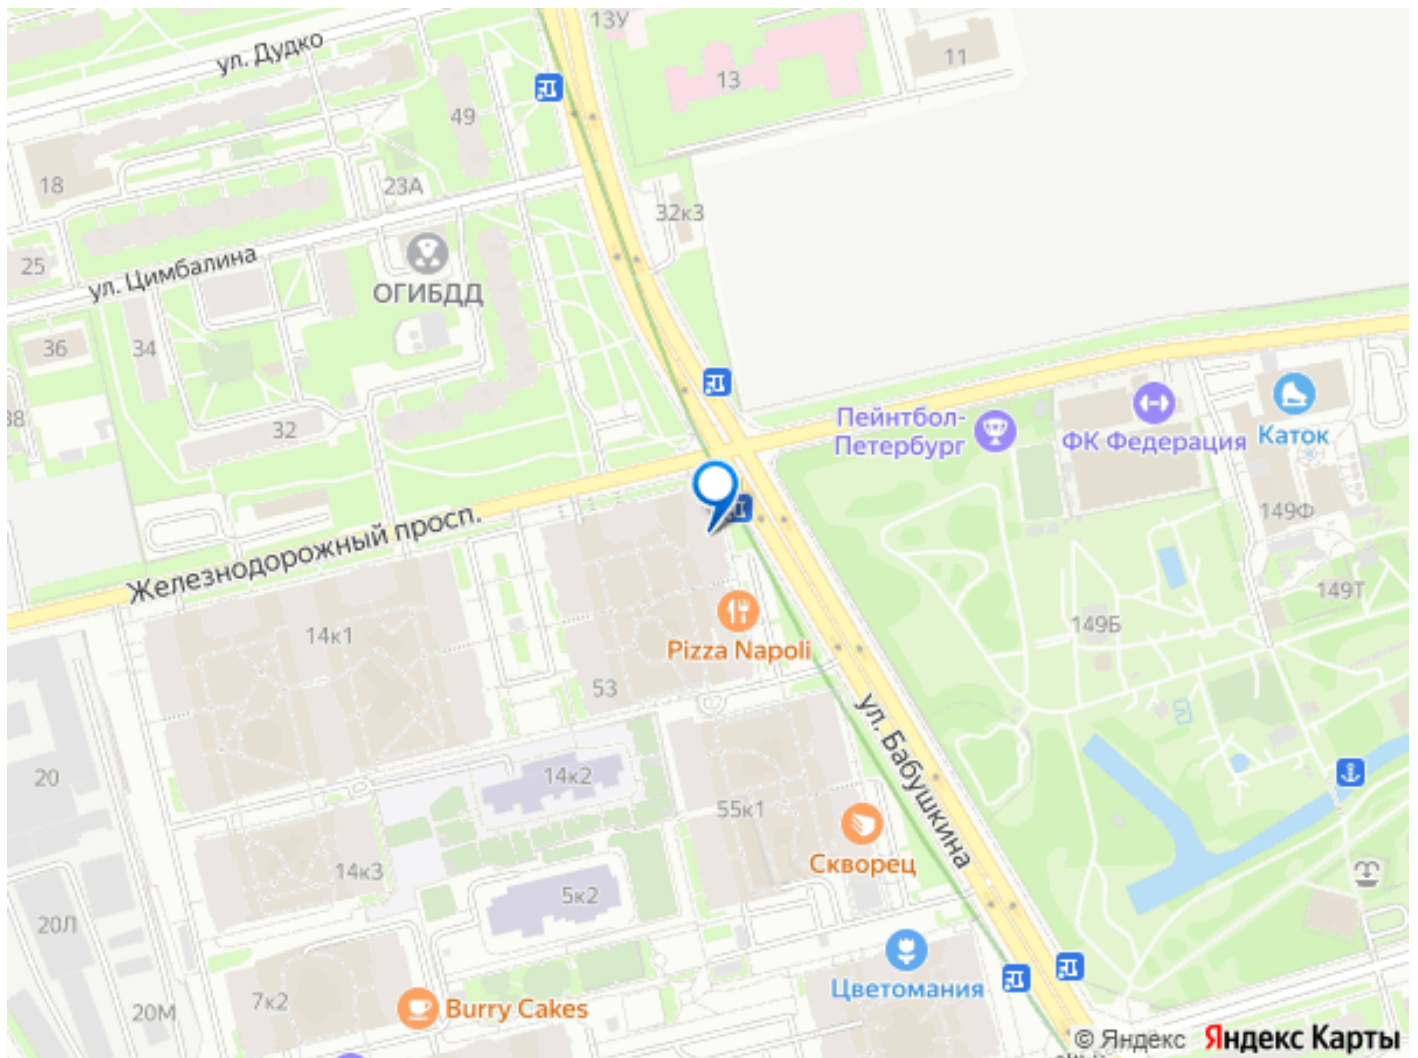 13У
ул. Дудко
13
11
49
18
23А
32к3
25
ул. Цимбалина
ОГИБДД
36
34
38
32
Пейнтбол-
Петербург
ФК Федерация
Каток
149Ф
Железнодорожный просп.
149Т
14к1
149Б
Pizza Napoli
53
ул. Бабушкина
20
14к2
55к1
Скворец
14к3
5к2
20Л
Цветомания
7к2
20М
Burry Cakes
© Яндекс Яндекс Карты